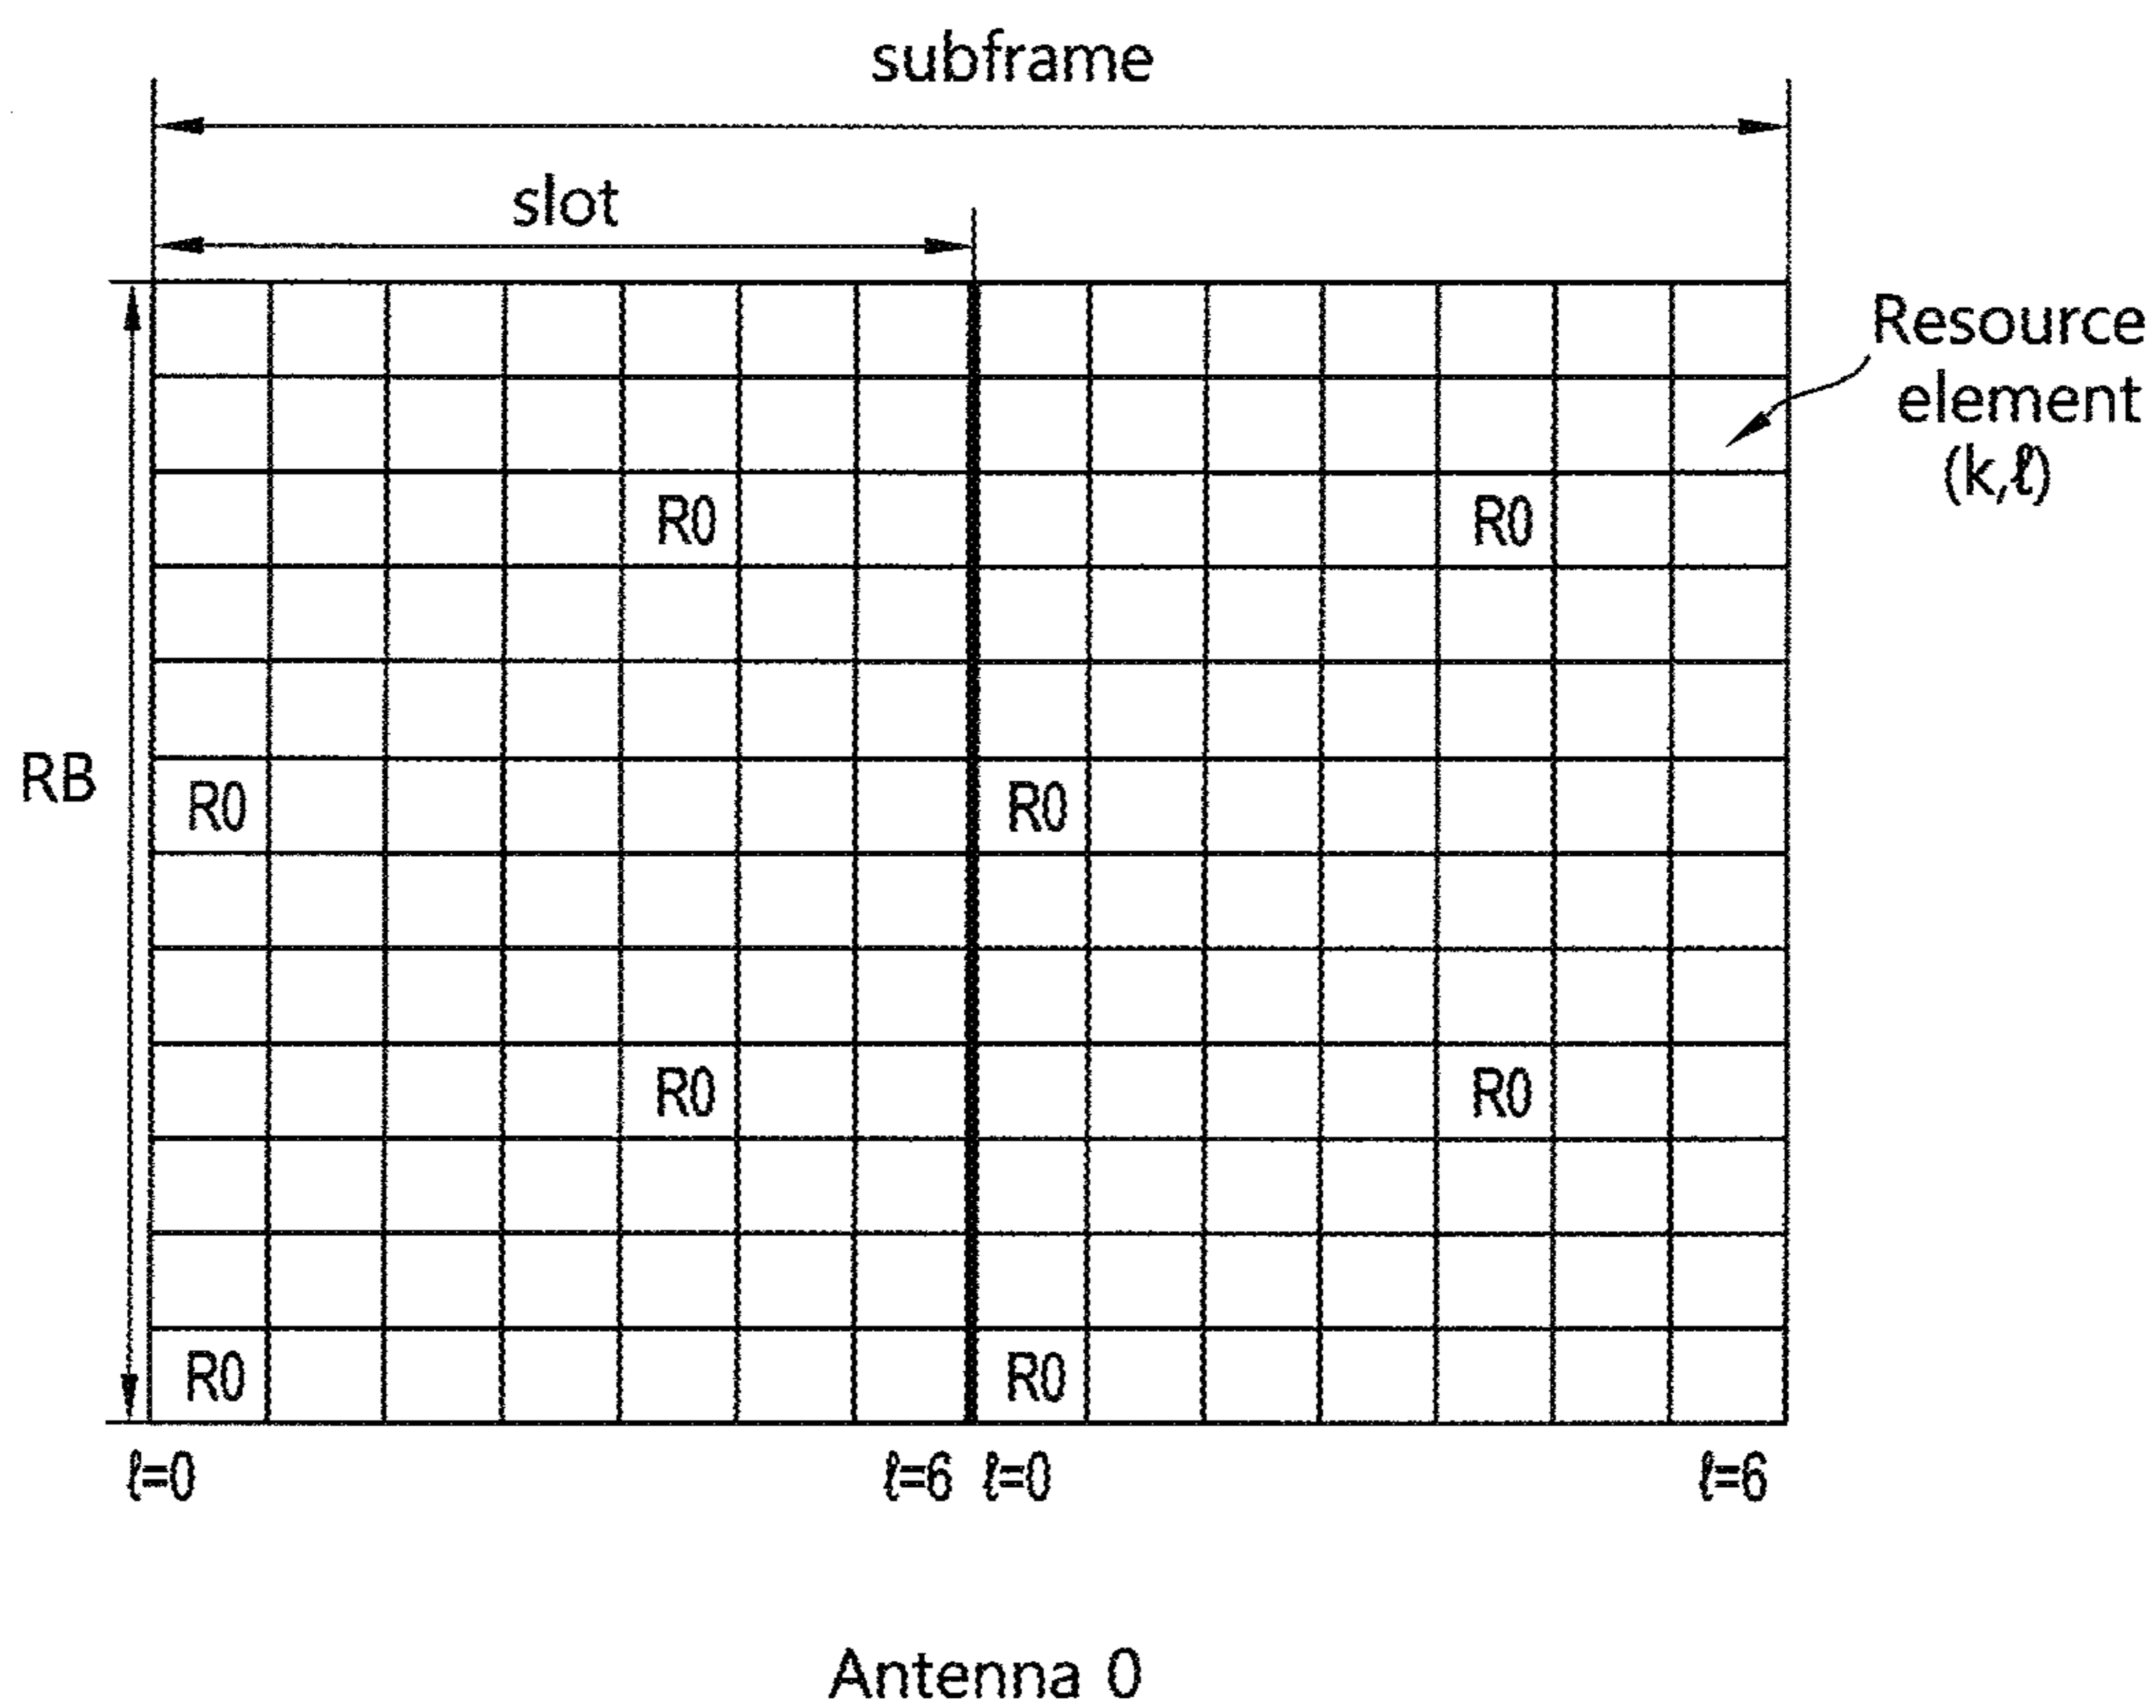 subframe
slot
Resource
element
(k,ℓ)
R0 R0
RB
R0 R0
R0 R0
R0 R0
ℓ=0 ℓ=6 ℓ=0 ℓ=6
Antenna 0